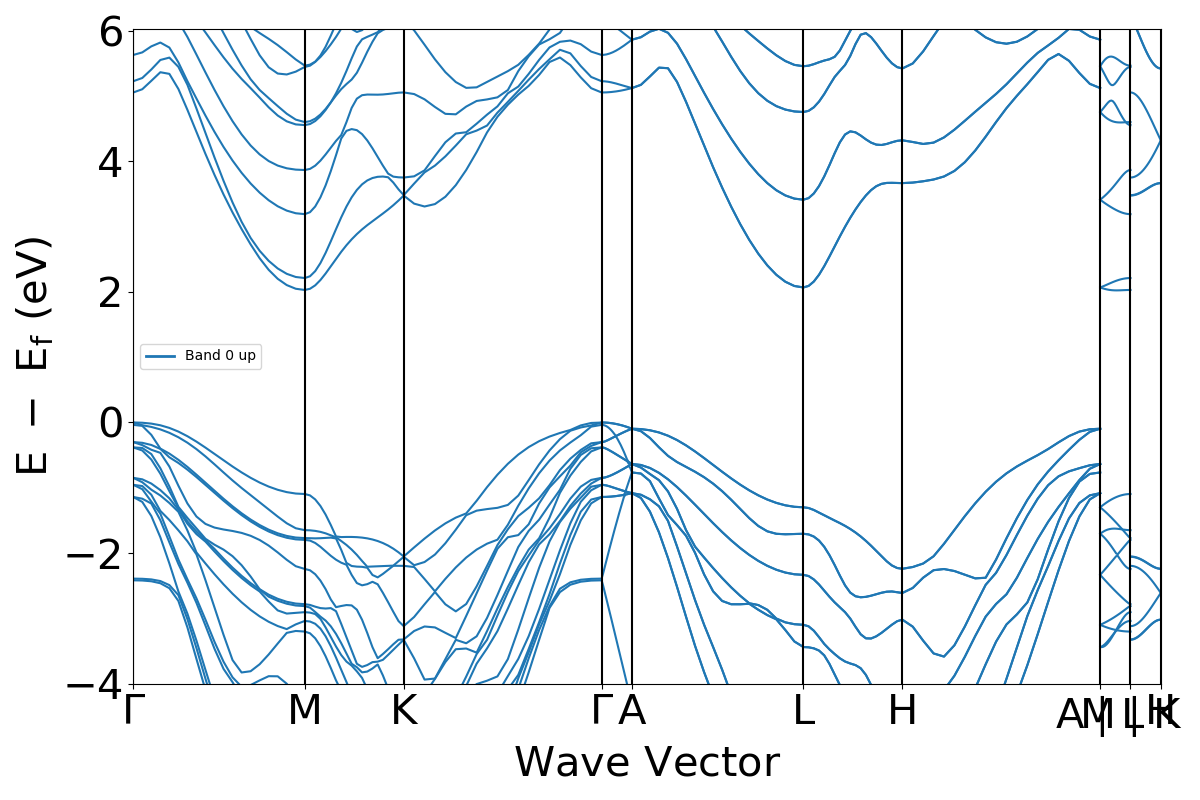 6
4
2
0
−2
−4
E − E_f (eV)
Band 0 up
Γ M K Γ A L H A|M L|H K
Wave Vector